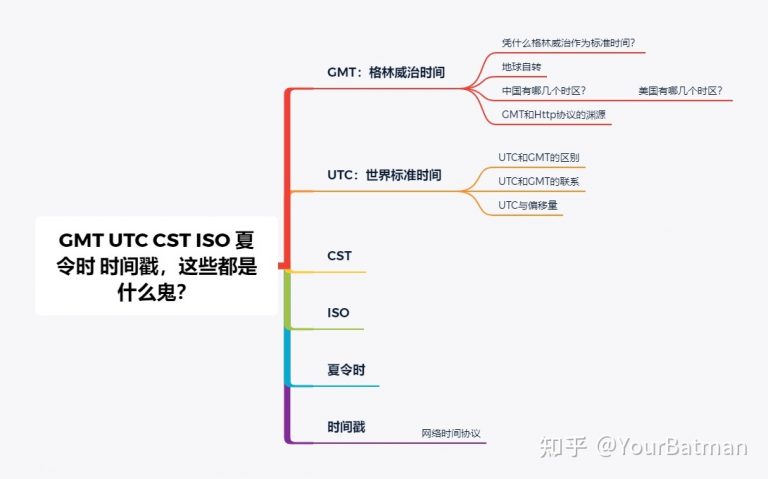 GMT UTC CST ISO 夏
令时 时间戳，这些都是
什么鬼？
GMT：格林威治时间
凭什么格林威治作为标准时间？
地球自转
中国有哪几个时区？
美国有哪几个时区？
GMT和Http协议的渊源
UTC：世界标准时间
UTC和GMT的区别
UTC和GMT的联系
UTC与偏移量
CST
ISO
夏令时
时间戳
网络时间协议
知乎 @YourBatman